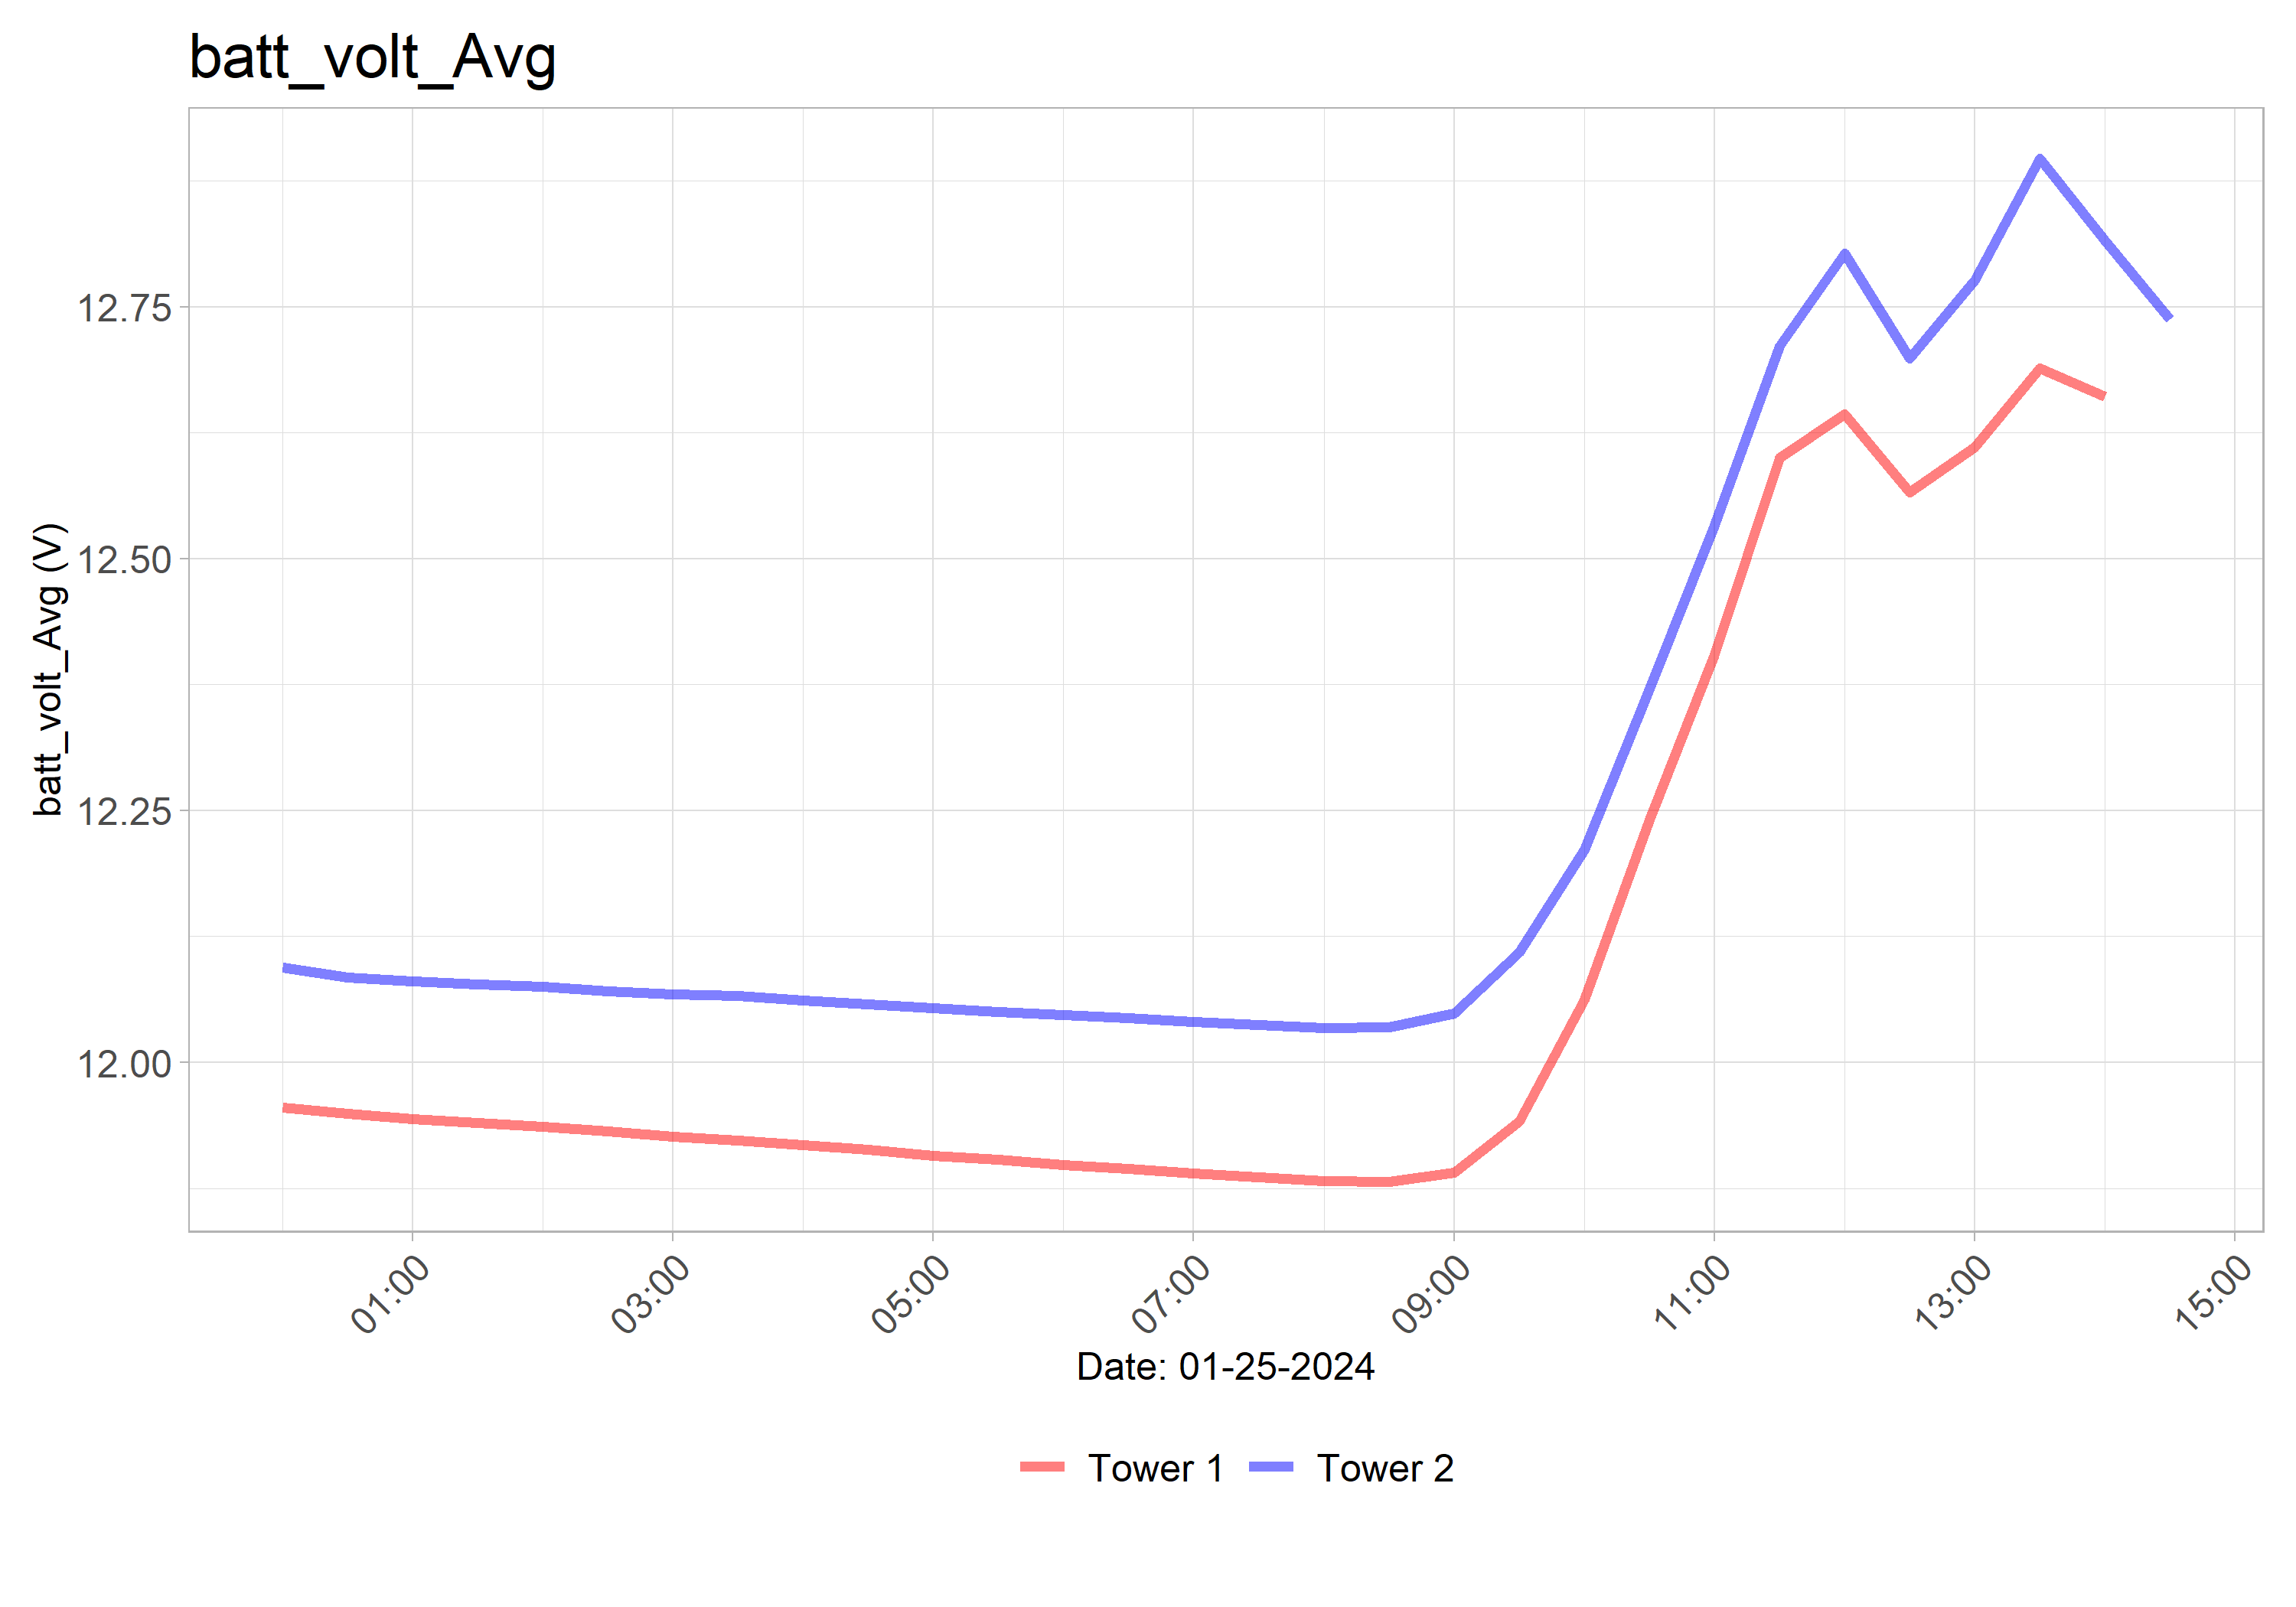 batt_volt_Avg
batt_volt_Avg (V)
12.75
12.50
12.25
12.00
01:00 03:00 05:00 07:00 09:00 11:00 13:00 15:00
Date: 01-25-2024
Tower 1 Tower 2